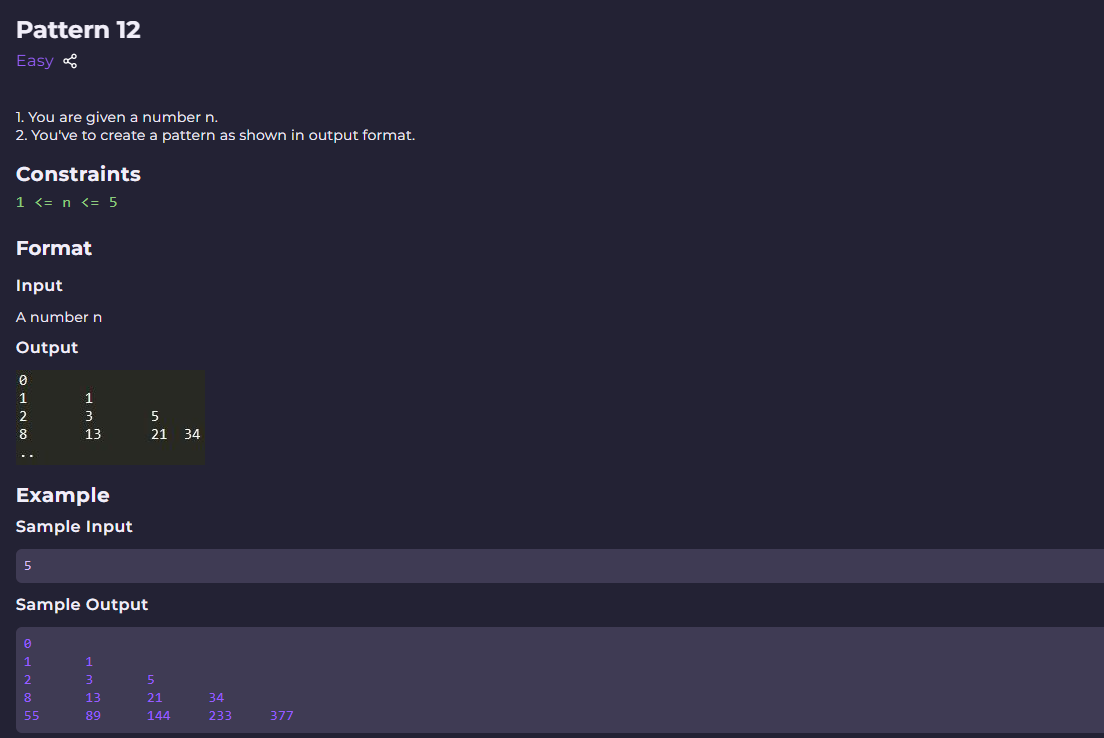 Pattern 12
Easy
1. You are given a number n.
2. You've to create a pattern as shown in output format.
Constraints
1 <= n <= 5
Format
Input
A number n
Output
0
1	1
2	3	5
8	13	21	34
..
Example
Sample Input
5
Sample Output
0
1	1
2	3	5
8	13	21	34
55	89	144	233	377